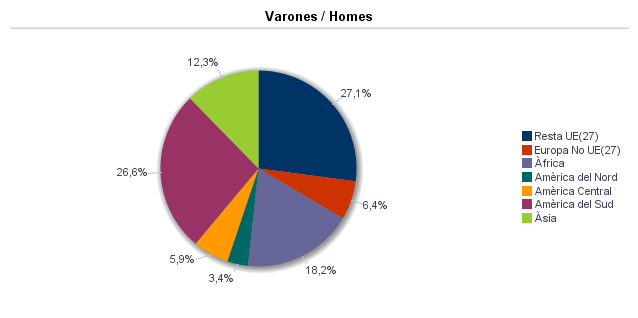 Varones / Homes
12,3%
27,1%
26,6%
6,4%
5,9%
3,4%
18,2%
Resta UE(27)
Europa No UE(27)
Àfrica
Amèrica del Nord
Amèrica Central
Amèrica del Sud
Àsia